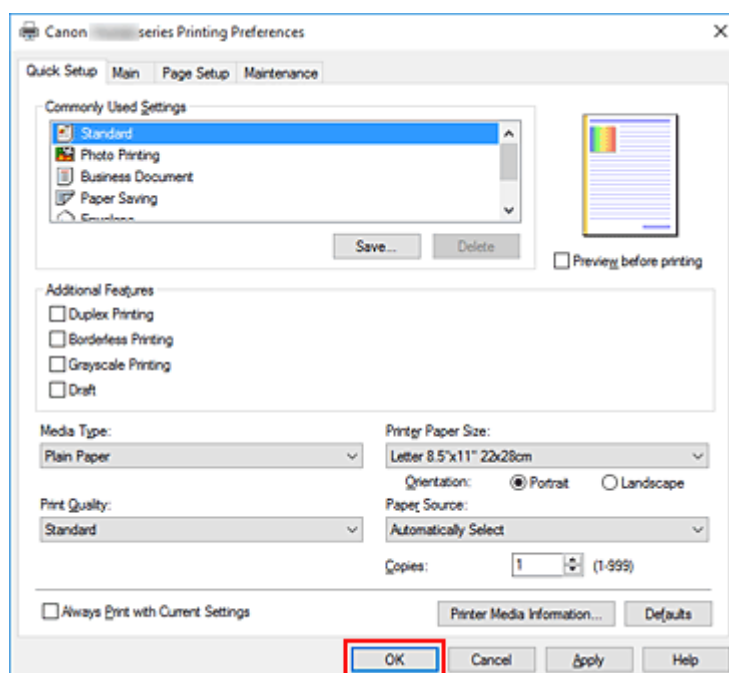 Canon series Printing Preferences
Quick Setup Main Page Setup Maintenance
Commonly Used Settings
Standard
Photo Printing
Business Document
Paper Saving
Envelope
Save... Delete
Preview before printing
Additional Features
Duplex Printing
Borderless Printing
Grayscale Printing
Draft
Media Type:
Printer Paper Size:
Plain Paper
Letter 8.5"x11" 22x28cm
Orientation: Portrait Landscape
Print Quality:
Paper Source:
Standard
Automatically Select
Copies: 1 (1-999)
Always Print with Current Settings
Printer Media Information... Defaults
OK Cancel Apply Help